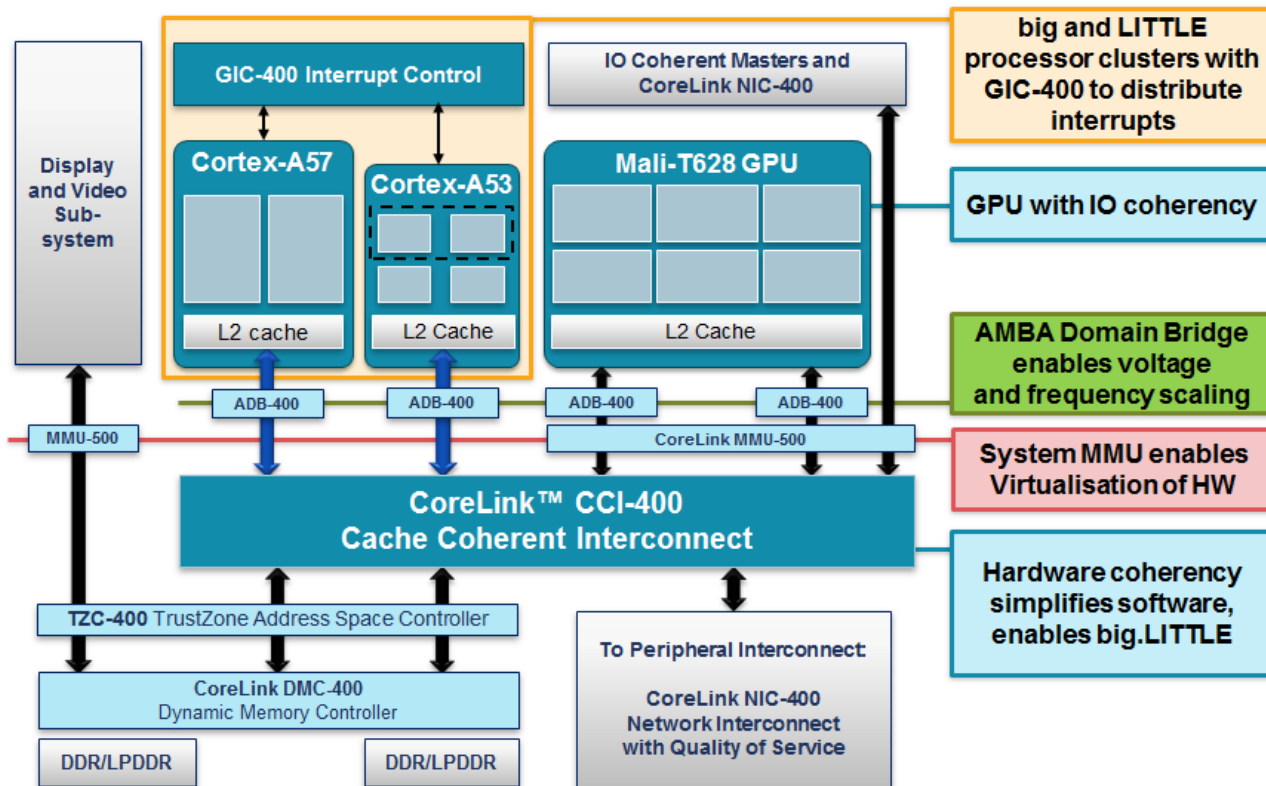 GIC-400 Interrupt Control
IO Coherent Masters and
CoreLink NIC-400
big and LITTLE
processor clusters with
GIC-400 to distribute
interrupts
Display
and Video
Sub-
system
Cortex-A57
L2 cache
Cortex-A53
L2 Cache
Mali-T628 GPU
L2 Cache
GPU with IO coherency
ADB-400
ADB-400
ADB-400
ADB-400
AMBA Domain Bridge
enables voltage
and frequency scaling
MMU-500
CoreLink MMU-500
System MMU enables
Virtualisation of HW
CoreLink™ CCI-400
Cache Coherent Interconnect
Hardware coherency
simplifies software,
enables big.LITTLE
TZC-400 TrustZone Address Space Controller
CoreLink DMC-400
Dynamic Memory Controller
DDR/LPDDR
DDR/LPDDR
To Peripheral Interconnect:
CoreLink NIC-400
Network Interconnect
with Quality of Service